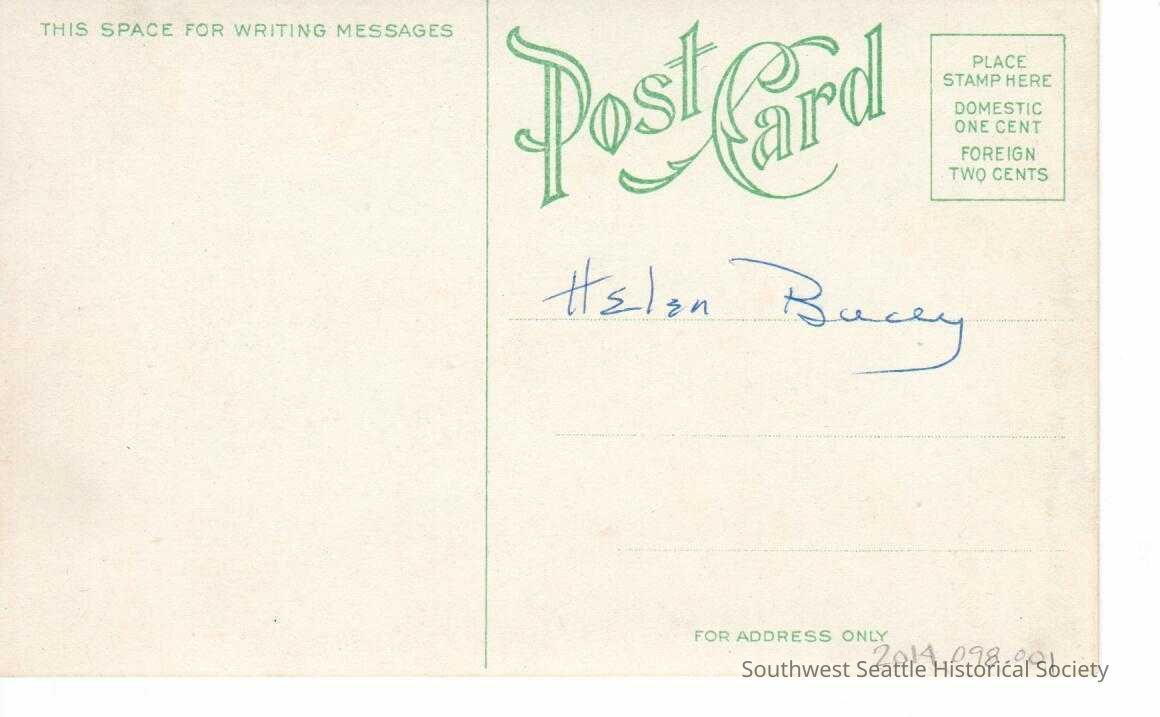 THIS SPACE FOR WRITING MESSAGES
Post Card
PLACE
STAMP HERE
DOMESTIC
ONE CENT
FOREIGN
TWO CENTS
Helen
FOR ADDRESS ONLY
2014.098.001
Southwest Seattle Historical Society